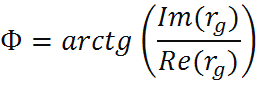 Φ = arctg(Im(r_g)/Re(r_g))